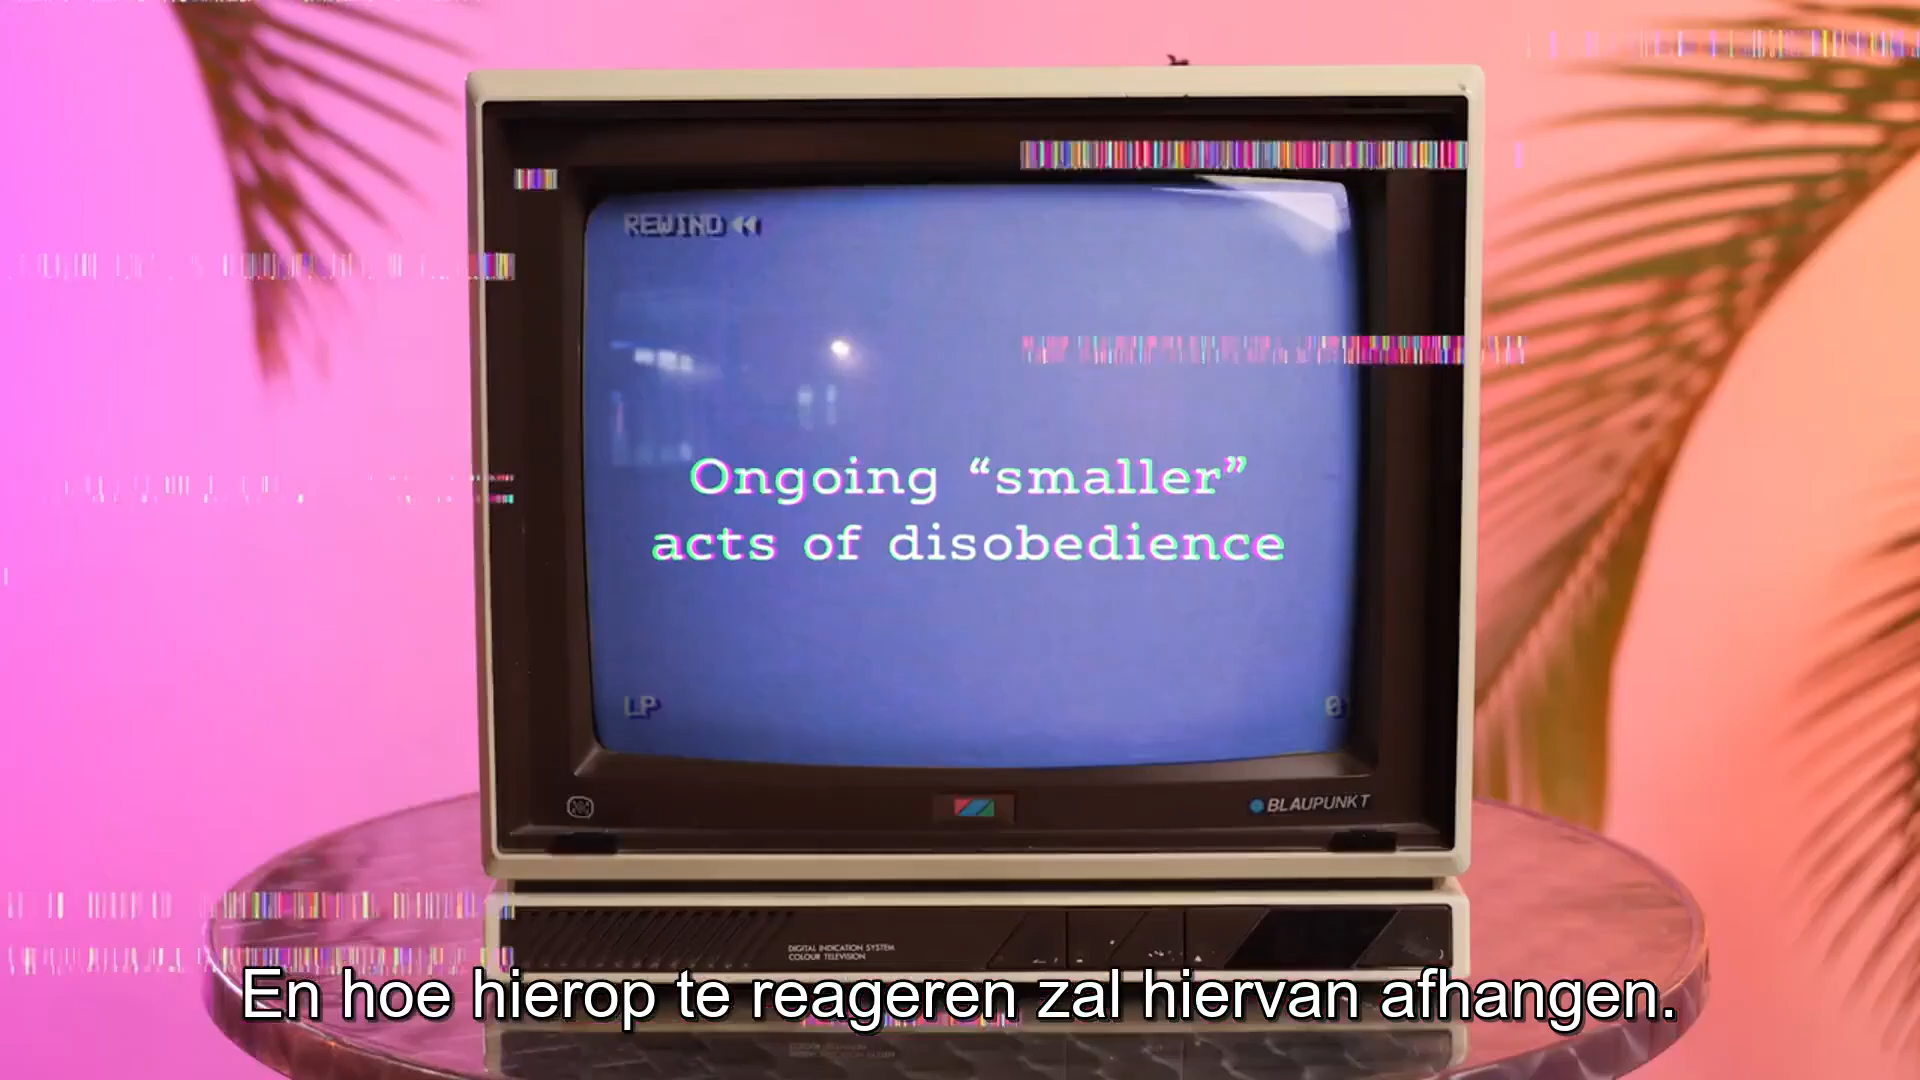 REWIND
Ongoing “smaller”
acts of disobedience
LP
0
BLAUPUNKT
DIGITAL INDICATION SYSTEM
COLOUR TELEVISION
En hoe hierop te reageren zal hiervan afhangen.